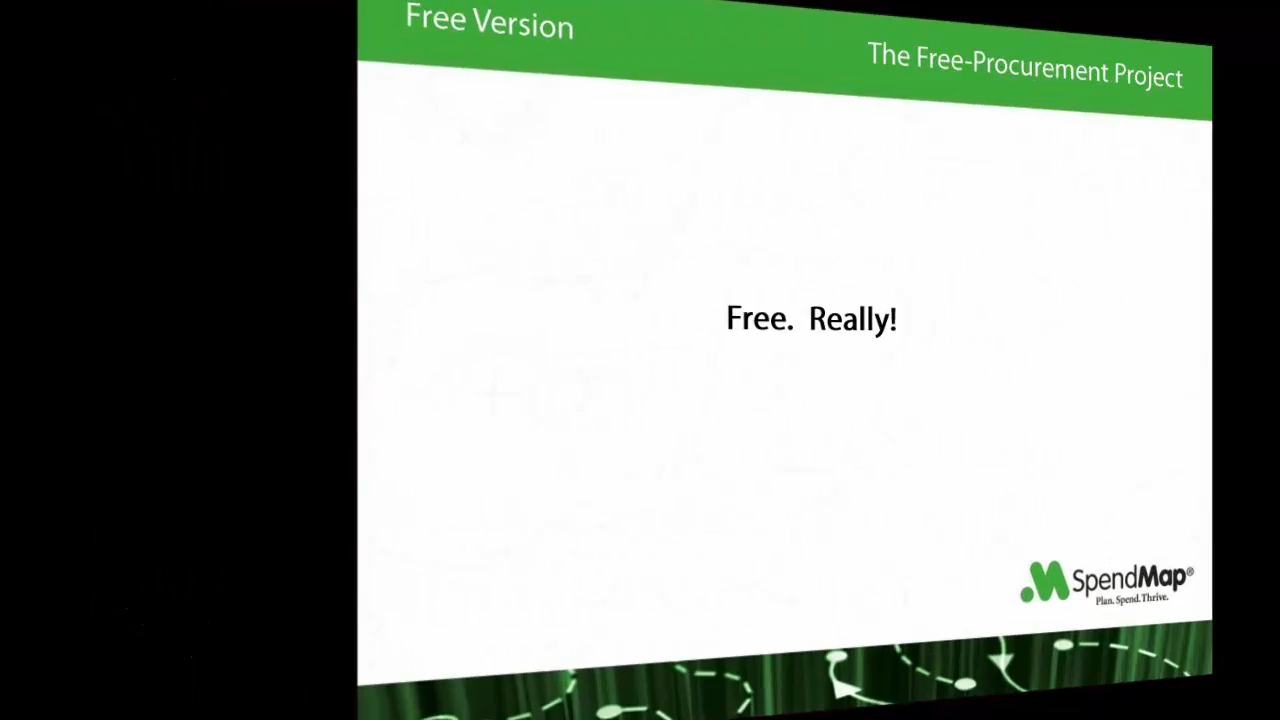 Free Version
The Free-Procurement Project
Free. Really!
SpendMap®
Plan. Spend. Thrive.